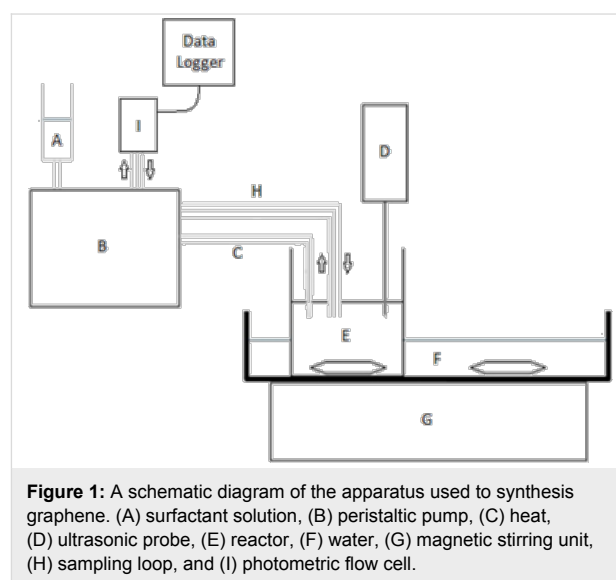 Data
Logger
I
A
D
H
B
C
E
F
G
Figure 1: A schematic diagram of the apparatus used to synthesis
graphene. (A) surfactant solution, (B) peristaltic pump, (C) heat,
(D) ultrasonic probe, (E) reactor, (F) water, (G) magnetic stirring unit,
(H) sampling loop, and (I) photometric flow cell.